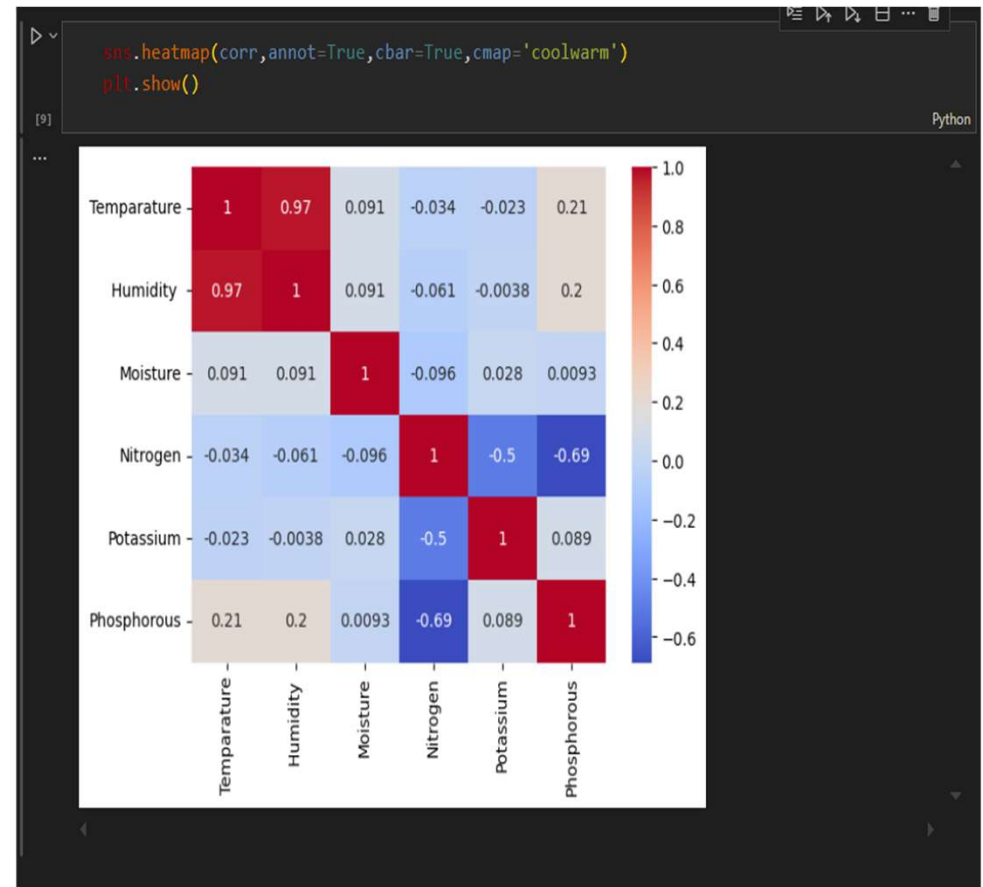 sns.heatmap(corr,annot=True,cbar=True,cmap='coolwarm')
plt.show()
[9]
Python
...
Temparature 1 0.97 0.091 -0.034 -0.023 0.21
Humidity 0.97 1 0.091 -0.061 -0.0038 0.2
Moisture 0.091 0.091 1 -0.096 0.028 0.0093
Nitrogen -0.034 -0.061 -0.096 1 -0.5 -0.69
Potassium -0.023 -0.0038 0.028 -0.5 1 0.089
Phosphorous 0.21 0.2 0.0093 -0.69 0.089 1
Temparature
Humidity
Moisture
Nitrogen
Potassium
Phosphorous
1.0
0.8
0.6
0.4
0.2
0.0
−0.2
−0.4
−0.6